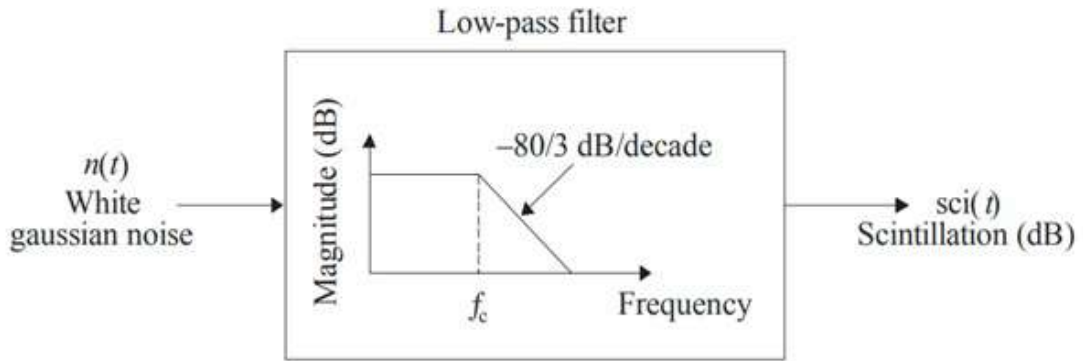 Low-pass filter
n(t)
White
gaussian noise
Magnitude (dB)
–80/3 dB/decade
f_c
Frequency
sci(t)
Scintillation (dB)